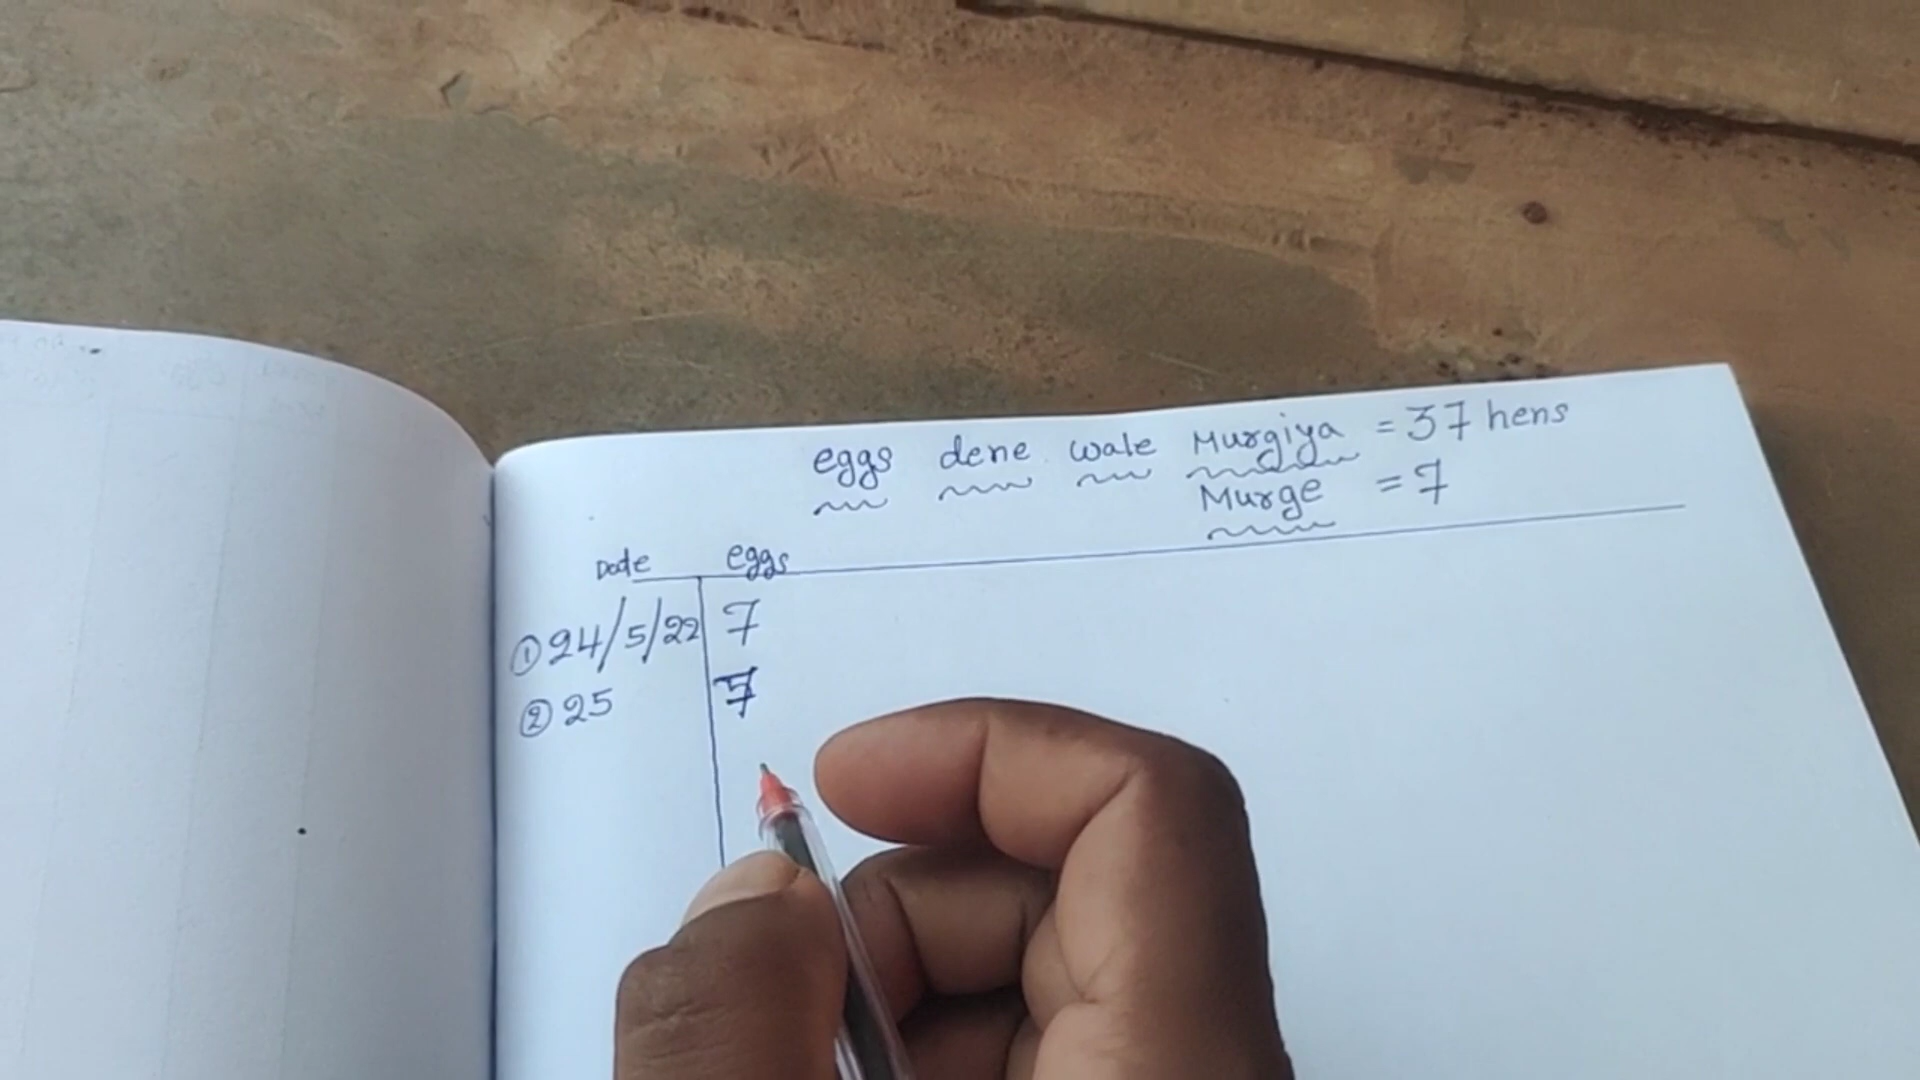 eggs dene wale Murgiya = 37 hens
Murge = 7
Date eggs
① 24/5/22 7
② 25 7